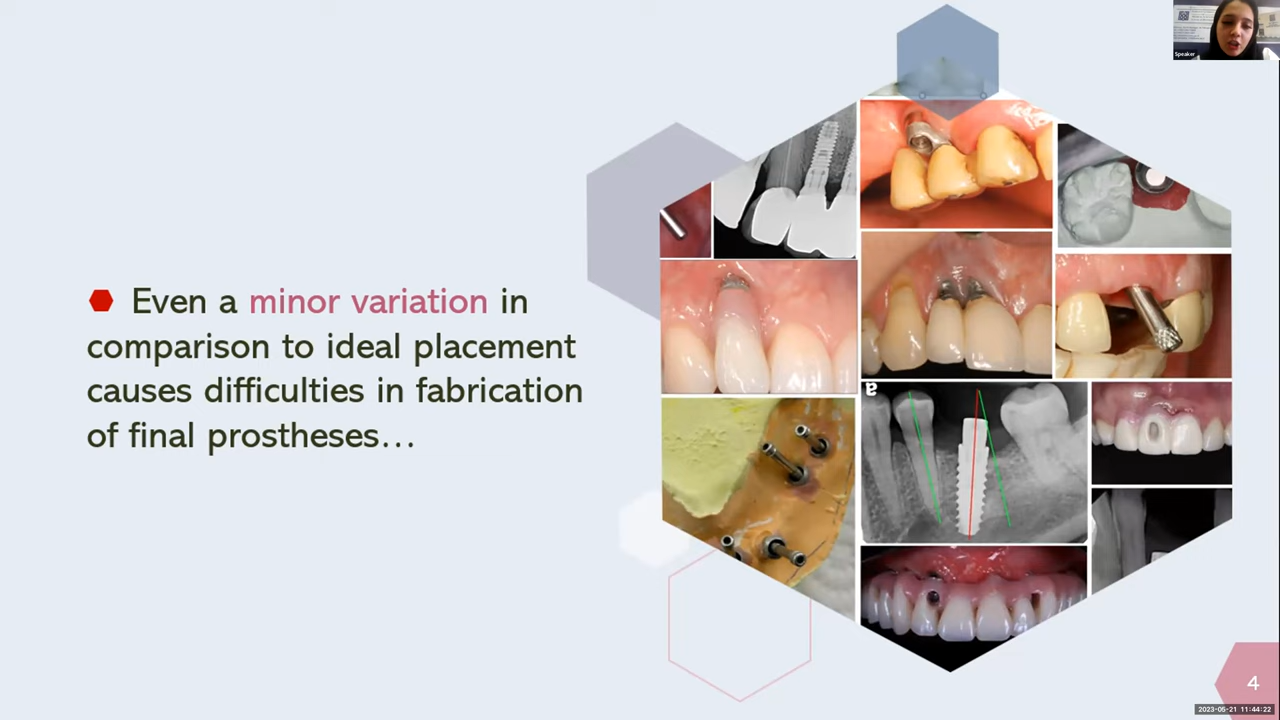 Speaker
Even a minor variation in
comparison to ideal placement
causes difficulties in fabrication
of final prostheses...
a
4
2023-05-21 11:44:22